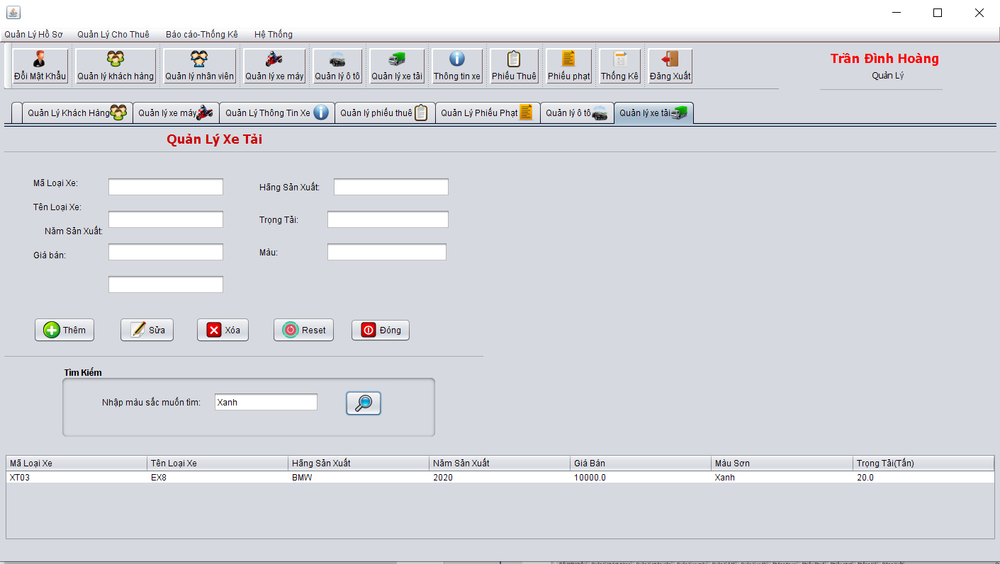 Quản Lý Hồ Sơ Quản Lý Cho Thuê Báo cáo-Thống Kê Hệ Thống
Đổi Mật Khẩu Quản lý khách hàng Quản lý nhân viên Quản lý xe máy Quản lý ô tô Quản lý xe tải Thông tin xe Phiếu Thuê Phiếu phạt Thống Kê Đăng Xuất
Trần Đình Hoàng
Quản Lý
Quản Lý Khách Hàng Quản lý xe máy Quản Lý Thông Tin Xe Quản lý phiếu thuê Quản Lý Phiếu Phạt Quản lý ô tô Quản lý xe tải
Quản Lý Xe Tải
Mã Loại Xe: Hãng Sản Xuất:
Tên Loại Xe:
Trọng Tải:
Năm Sản Xuất:
Giá bán: Màu:
Thêm Sửa Xóa Reset Đóng
Tìm Kiếm
Nhập màu sắc muốn tìm: Xanh
Mã Loại Xe Tên Loại Xe Hãng Sản Xuất Năm Sản Xuất Giá Bán Màu Sơn Trọng Tải(Tấn)
XT03 EX8 BMW 2020 10000.0 Xanh 20.0